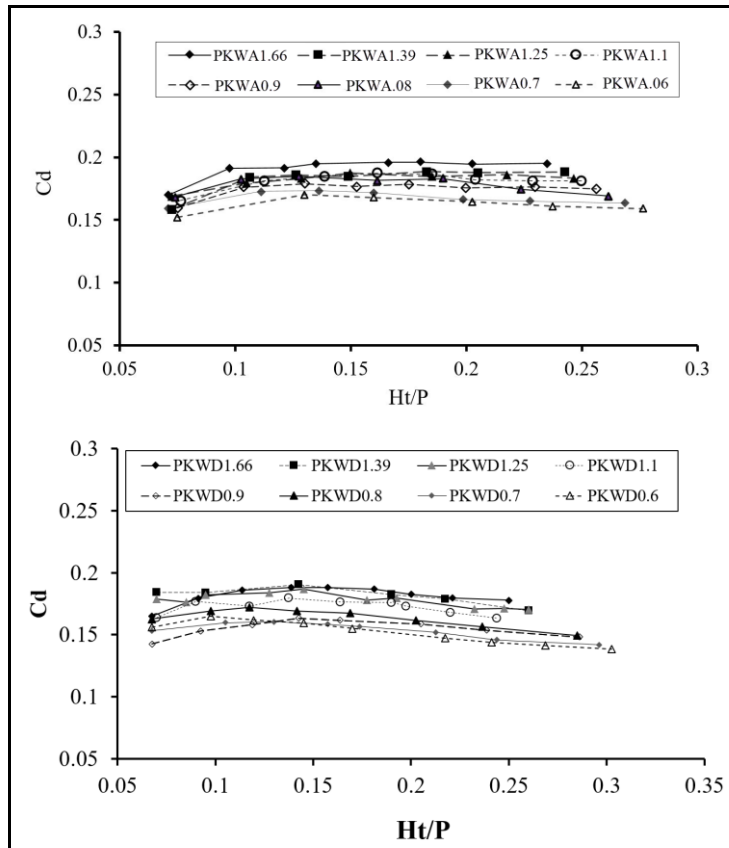 0.3
PKWA1.66 PKWA1.39 PKWA1.25 PKWA1.1
PKWA0.9 PKWA.08 PKWA0.7 PKWA.06
0.25
0.2
Cd
0.15
0.1
0.05
0.05 0.1 0.15 0.2 0.25 0.3
Ht/P
0.3
PKWD1.66 PKWD1.39 PKWD1.25 PKWD1.1
PKWD0.9 PKWD0.8 PKWD0.7 PKWD0.6
0.25
0.2
Cd
0.15
0.1
0.05
0.05 0.1 0.15 0.2 0.25 0.3 0.35
Ht/P